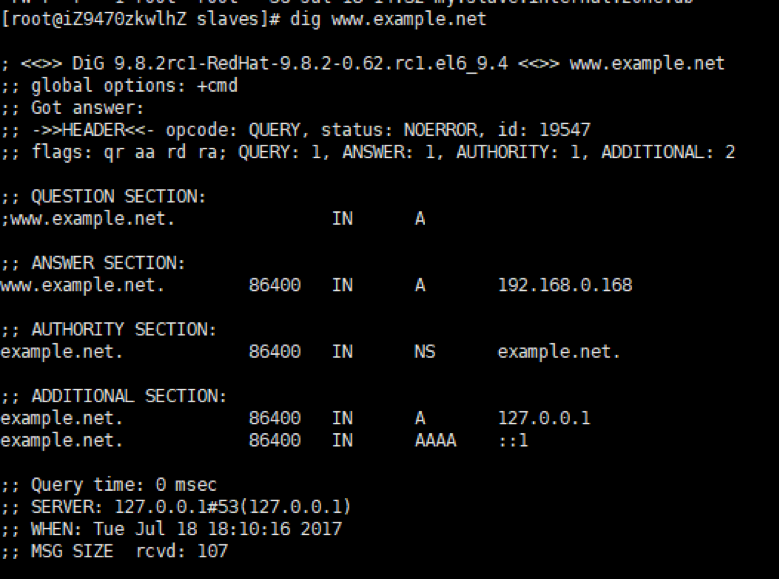 [root@iZ9470zkwlhZ slaves]# dig www.example.net
; <<>> DiG 9.8.2rc1-RedHat-9.8.2-0.62.rc1.el6_9.4 <<>> www.example.net
;; global options: +cmd
;; Got answer:
;; ->>HEADER<<- opcode: QUERY, status: NOERROR, id: 19547
;; flags: qr aa rd ra; QUERY: 1, ANSWER: 1, AUTHORITY: 1, ADDITIONAL: 2
;; QUESTION SECTION:
;www.example.net. IN A
;; ANSWER SECTION:
www.example.net. 86400 IN A 192.168.0.168
;; AUTHORITY SECTION:
example.net. 86400 IN NS example.net.
;; ADDITIONAL SECTION:
example.net. 86400 IN A 127.0.0.1
example.net. 86400 IN AAAA ::1
;; Query time: 0 msec
;; SERVER: 127.0.0.1#53(127.0.0.1)
;; WHEN: Tue Jul 18 18:10:16 2017
;; MSG SIZE rcvd: 107